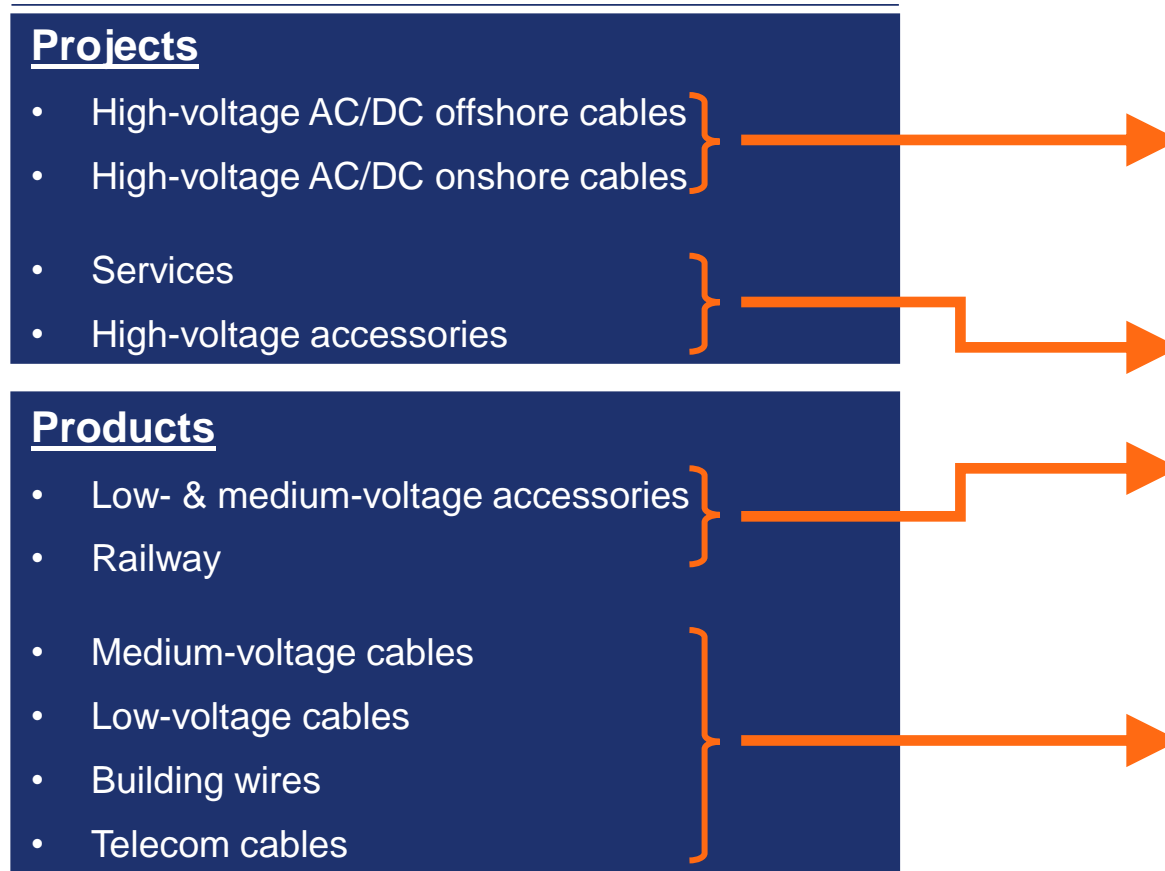 Projects
• High-voltage AC/DC offshore cables
• High-voltage AC/DC onshore cables
• Services
• High-voltage accessories
Products
• Low- & medium-voltage accessories
• Railway
• Medium-voltage cables
• Low-voltage cables
• Building wires
• Telecom cables